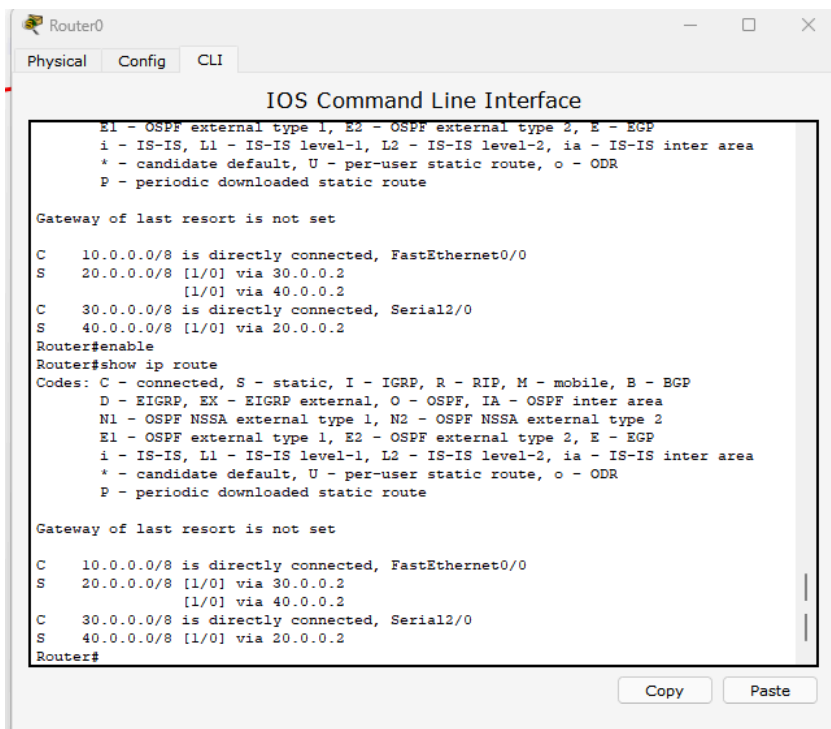 Router0
Physical Config CLI
IOS Command Line Interface
E1 - OSPF external type 1, E2 - OSPF external type 2, E - EGP
i - IS-IS, L1 - IS-IS level-1, L2 - IS-IS level-2, ia - IS-IS inter area
* - candidate default, U - per-user static route, o - ODR
P - periodic downloaded static route
Gateway of last resort is not set
C 10.0.0.0/8 is directly connected, FastEthernet0/0
S 20.0.0.0/8 [1/0] via 30.0.0.2
[1/0] via 40.0.0.2
C 30.0.0.0/8 is directly connected, Serial2/0
S 40.0.0.0/8 [1/0] via 20.0.0.2
Router#enable
Router#show ip route
Codes: C - connected, S - static, I - IGRP, R - RIP, M - mobile, B - BGP
D - EIGRP, EX - EIGRP external, O - OSPF, IA - OSPF inter area
N1 - OSPF NSSA external type 1, N2 - OSPF NSSA external type 2
E1 - OSPF external type 1, E2 - OSPF external type 2, E - EGP
i - IS-IS, L1 - IS-IS level-1, L2 - IS-IS level-2, ia - IS-IS inter area
* - candidate default, U - per-user static route, o - ODR
P - periodic downloaded static route
Gateway of last resort is not set
C 10.0.0.0/8 is directly connected, FastEthernet0/0
S 20.0.0.0/8 [1/0] via 30.0.0.2
[1/0] via 40.0.0.2
C 30.0.0.0/8 is directly connected, Serial2/0
S 40.0.0.0/8 [1/0] via 20.0.0.2
Router#
Copy Paste